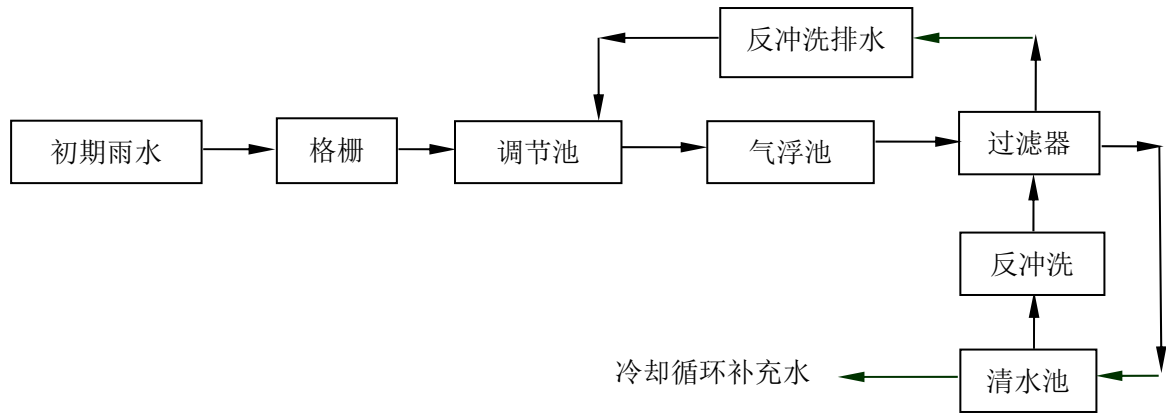 反冲洗排水
初期雨水
格栅
调节池
气浮池
过滤器
反冲洗
冷却循环补充水
清水池